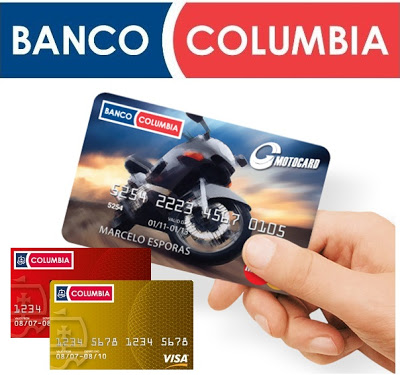 BANCO COLUMBIA
BANCO COLUMBIA
MOTOCARD
5254 2223 4567 0105
5254
01/11-01/13
MARCELO ESPORAS
COLUMBIA
1234
08/07-08
COLUMBIA
1234 5678 1234 5678
08/07-08/10
VISA